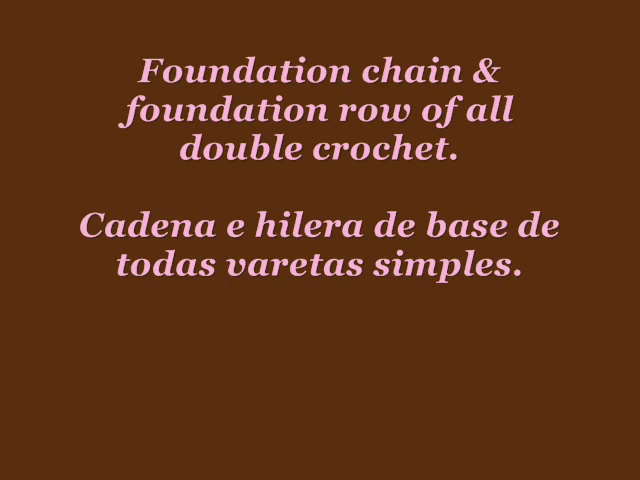 Foundation chain &
foundation row of all
double crochet.
Cadena e hilera de base de
todas varetas simples.